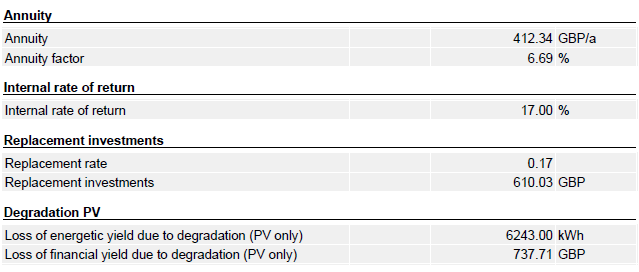 Annuity
Annuity 412.34 GBP/a
Annuity factor 6.69 %
Internal rate of return
Internal rate of return 17.00 %
Replacement investments
Replacement rate 0.17
Replacement investments 610.03 GBP
Degradation PV
Loss of energetic yield due to degradation (PV only) 6243.00 kWh
Loss of financial yield due to degradation (PV only) 737.71 GBP